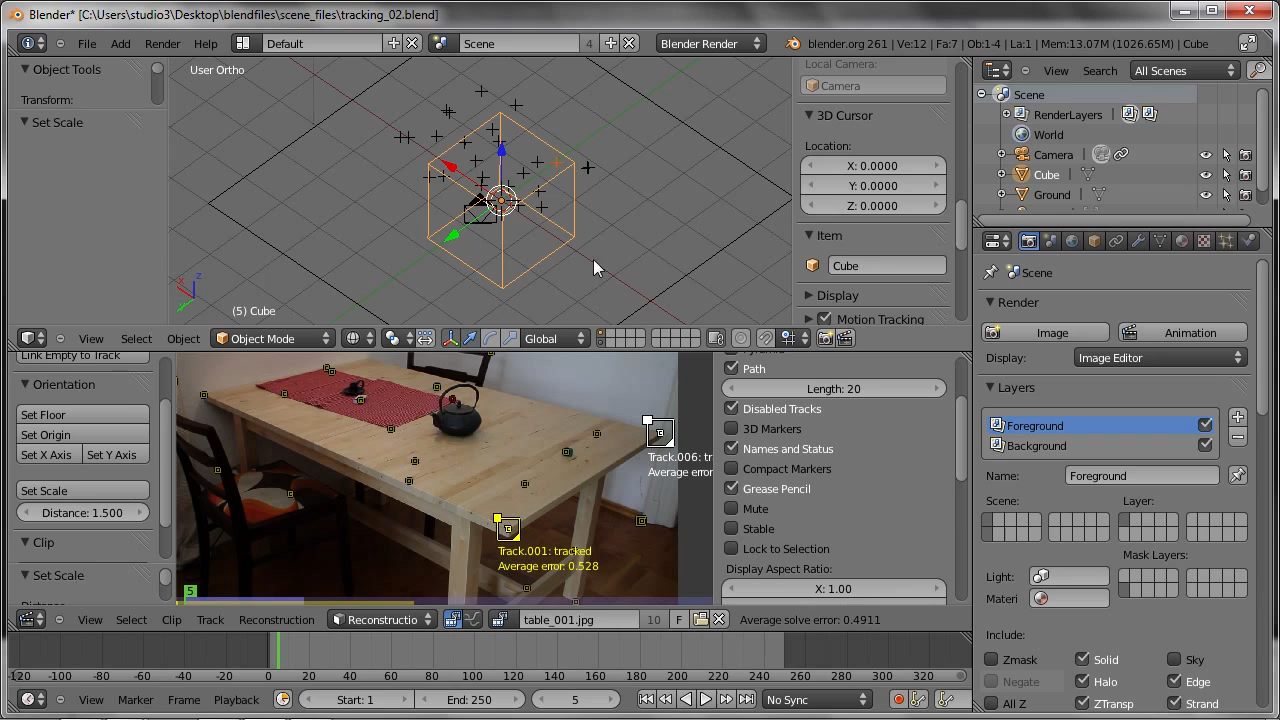 Blender* [C:\Users\studio3\Desktop\blendfiles\scene_files\tracking_02.blend]
File Add Render Help Default Scene 4 Blender Render blender.org 261 | Ve:12 | Fa:7 | Ob:1-4 | La:1 | Mem:13.07M (1026.65M) | Cube
Object Tools
Transform:
Set Scale
User Ortho
(5) Cube
Local Camera:
Camera
3D Cursor
Location:
X: 0.0000
Y: 0.0000
Z: 0.0000
Item
Cube
Display
Motion Tracking
View Select Object Object Mode Global
View Search All Scenes
Scene
RenderLayers
World
Camera
Cube
Ground
Link Empty to Track
Orientation
Set Floor
Set Origin
Set X Axis Set Y Axis
Set Scale
Distance: 1.500
Clip
Set Scale
Track.006: tr
Average error
Track.001: tracked
Average error: 0.528
5
Path
Length: 20
Disabled Tracks
3D Markers
Names and Status
Compact Markers
Grease Pencil
Mute
Stable
Lock to Selection
Display Aspect Ratio:
X: 1.00
View Select Clip Track Reconstruction Reconstructio table_001.jpg 10 F Average solve error: 0.4911
-120 -100 -80 -60 -40 -20 0 20 40 60 80 100 120 140 160 180 200 220 240 260 280 300 320
View Marker Frame Playback Start: 1 End: 250 5 No Sync
Scene
Render
Image Animation
Display: Image Editor
Layers
Foreground
Background
Name: Foreground
Scene: Layer:
Mask Layers:
Light:
Materi
Include:
Zmask Solid Sky
Negate Halo Edge
All Z ZTransp Strand